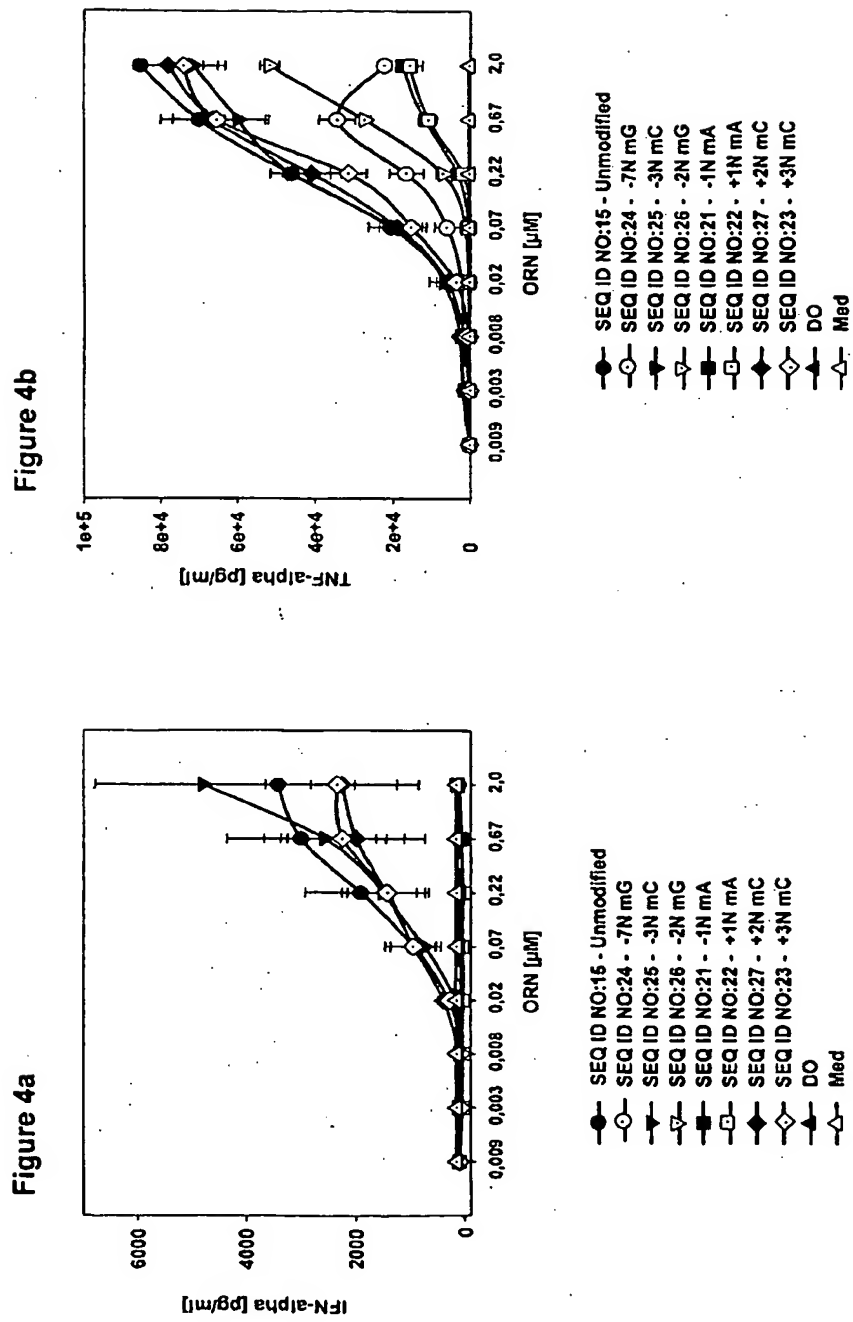 Figure 4a
IFN-alpha [pg/ml]
6000
4000
2000
0
0,009 0,003 0,008 0,02 0,07 0,22 0,67 2,0
ORN [µM]
SEQ ID NO:15 - Unmodified
SEQ ID NO:24 - -7N mG
SEQ ID NO:25 - -3N mC
SEQ ID NO:26 - -2N mG
SEQ ID NO:21 - -1N mA
SEQ ID NO:22 - +1N mA
SEQ ID NO:27 - +2N mC
SEQ ID NO:23 - +3N mC
DO
Med
Figure 4b
TNF-alpha [pg/ml]
1e+5
8e+4
6e+4
4e+4
2e+4
0
0,009 0,003 0,008 0,02 0,07 0,22 0,67 2,0
ORN [µM]
SEQ ID NO:15 - Unmodified
SEQ ID NO:24 - -7N mG
SEQ ID NO:25 - -3N mC
SEQ ID NO:26 - -2N mG
SEQ ID NO:21 - -1N mA
SEQ ID NO:22 - +1N mA
SEQ ID NO:27 - +2N mC
SEQ ID NO:23 - +3N mC
DO
Med